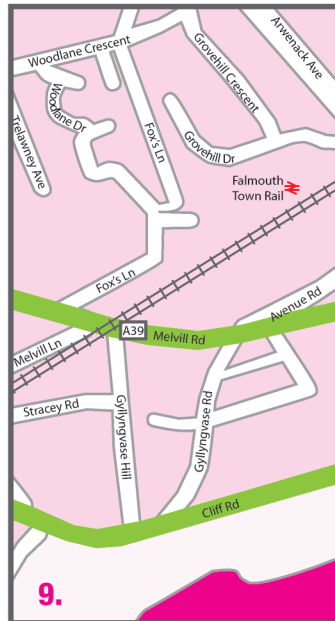 Woodlane Crescent
Arwenack Ave
Grovehill Crescent
Woodlane Dr
Fox's Ln
Trelawney Ave
Grovehill Dr
Falmouth
Town Rail
Fox's Ln
Avenue Rd
A39
Melvill Rd
Melvill Ln
Stracey Rd
Gyllyngvase Hill
Gyllyngvase Rd
Cliff Rd
9.